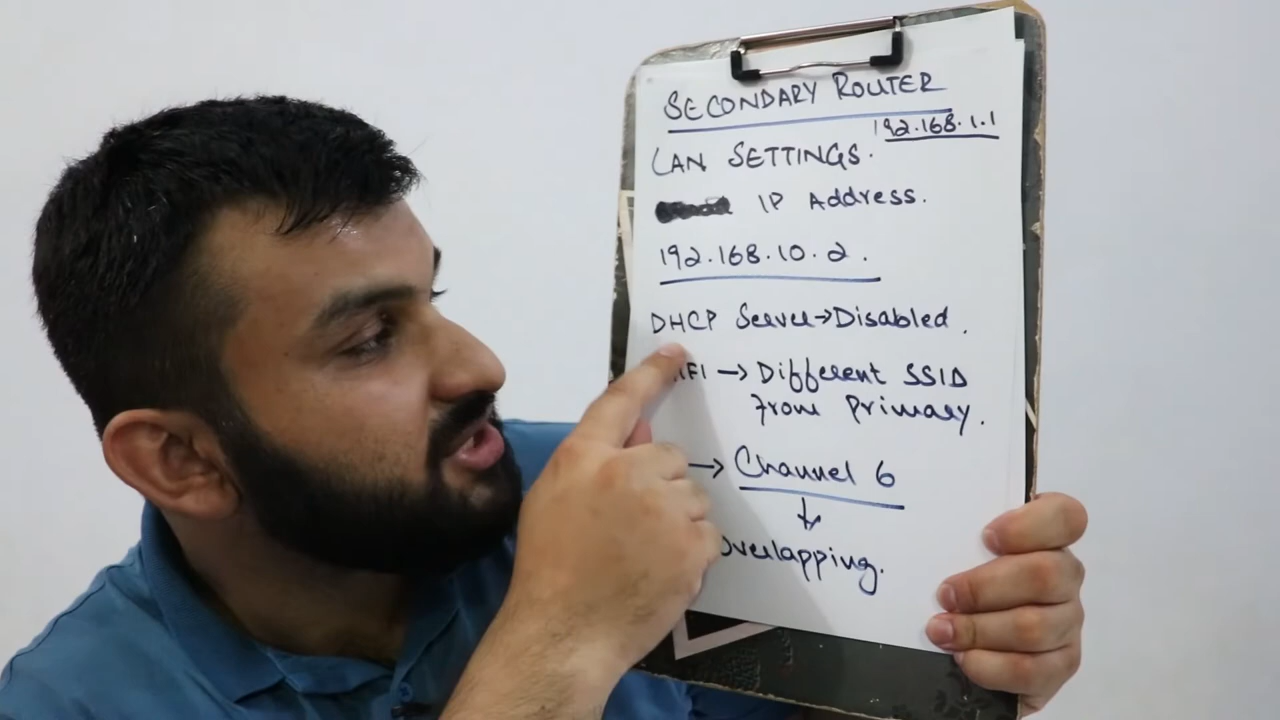 SECONDARY ROUTER
192.168.1.1
LAN SETTINGS.
IP Address.
192.168.10.2.
DHCP Server→Disabled.
IFI → Different SSID
from Primary.
→ Channel 6
↓
Overlapping.